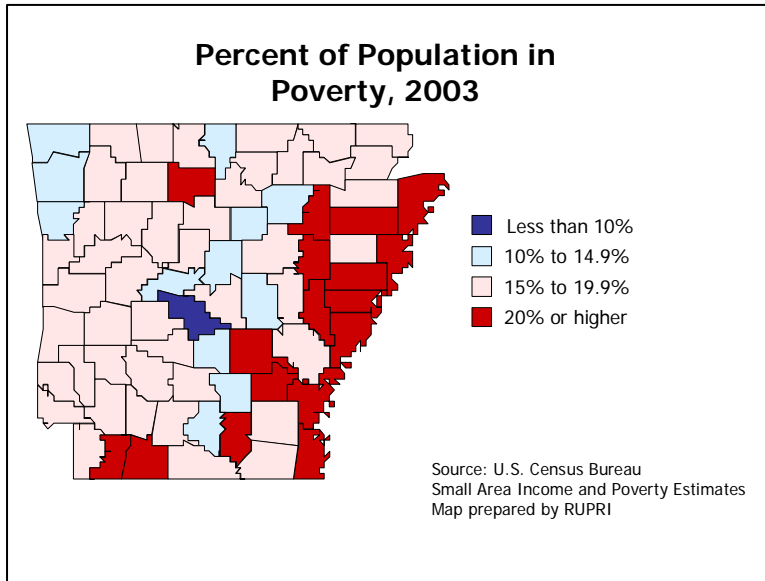 Percent of Population in
Poverty, 2003
Less than 10%
10% to 14.9%
15% to 19.9%
20% or higher
Source: U.S. Census Bureau
Small Area Income and Poverty Estimates
Map prepared by RUPRI